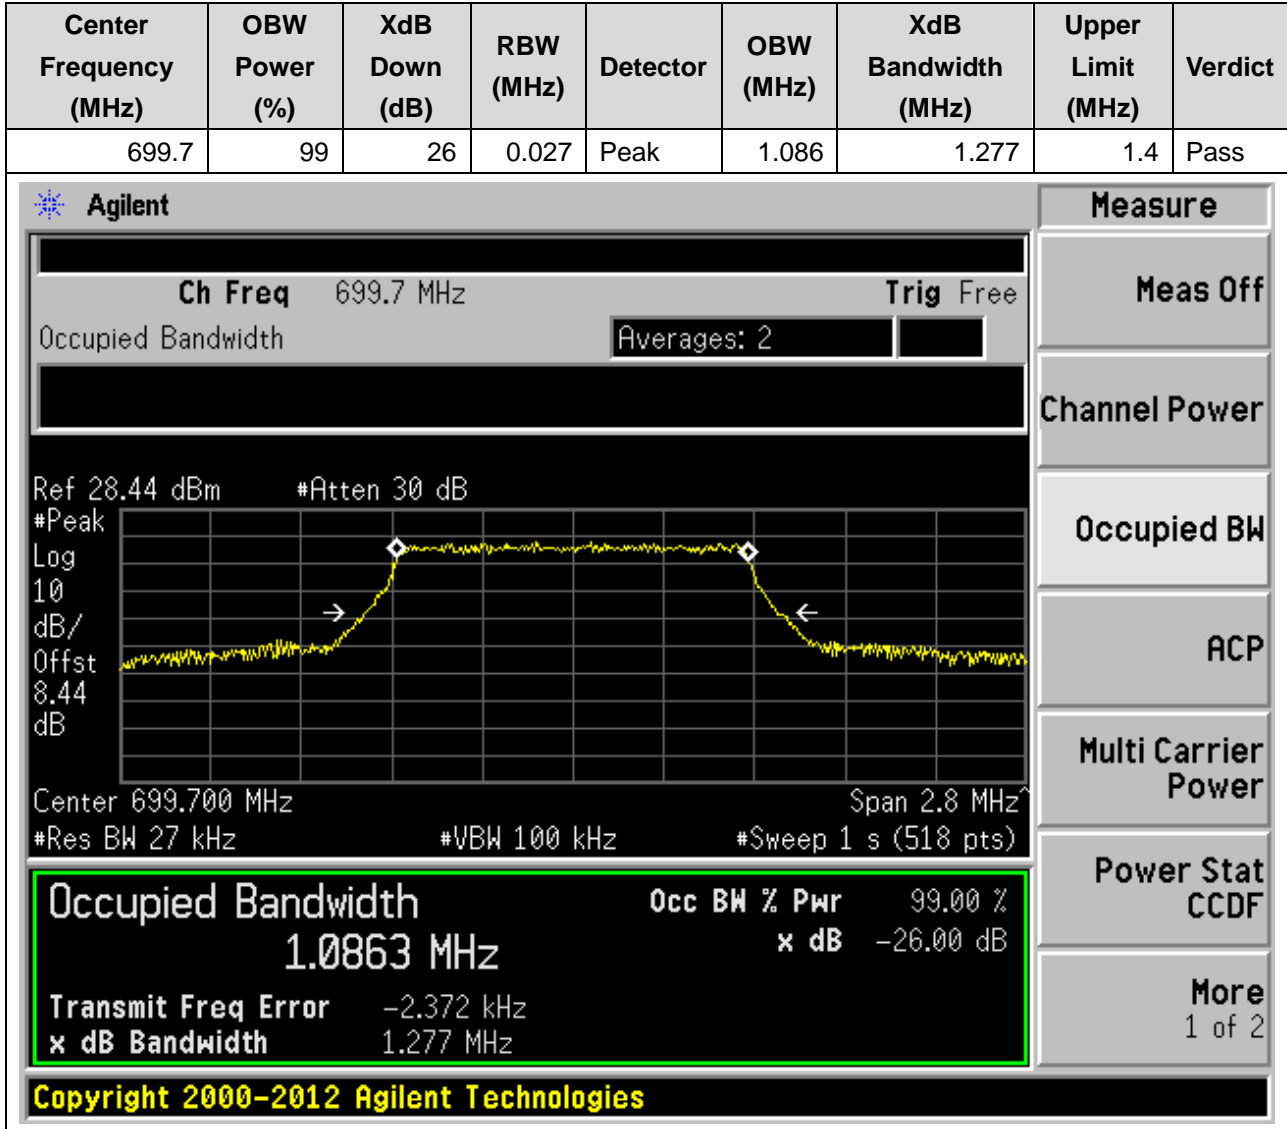 Center Frequency (MHz) OBW Power (%) XdB Down (dB) RBW (MHz) Detector OBW (MHz) XdB Bandwidth (MHz) Upper Limit (MHz) Verdict
699.7 99 26 0.027 Peak 1.086 1.277 1.4 Pass
Agilent
Measure
Ch Freq 699.7 MHz Trig Free
Meas Off
Occupied Bandwidth Averages: 2
Channel Power
Ref 28.44 dBm #Atten 30 dB
#Peak
Log
10
dB/
Offst
8.44
dB
Occupied BW
ACP
Multi Carrier
Power
Center 699.700 MHz Span 2.8 MHz^
#Res BW 27 kHz #VBW 100 kHz #Sweep 1 s (518 pts)
Power Stat
CCDF
Occupied Bandwidth Occ BW % Pwr 99.00 %
1.0863 MHz x dB -26.00 dB
Transmit Freq Error -2.372 kHz
x dB Bandwidth 1.277 MHz
More
1 of 2
Copyright 2000-2012 Agilent Technologies